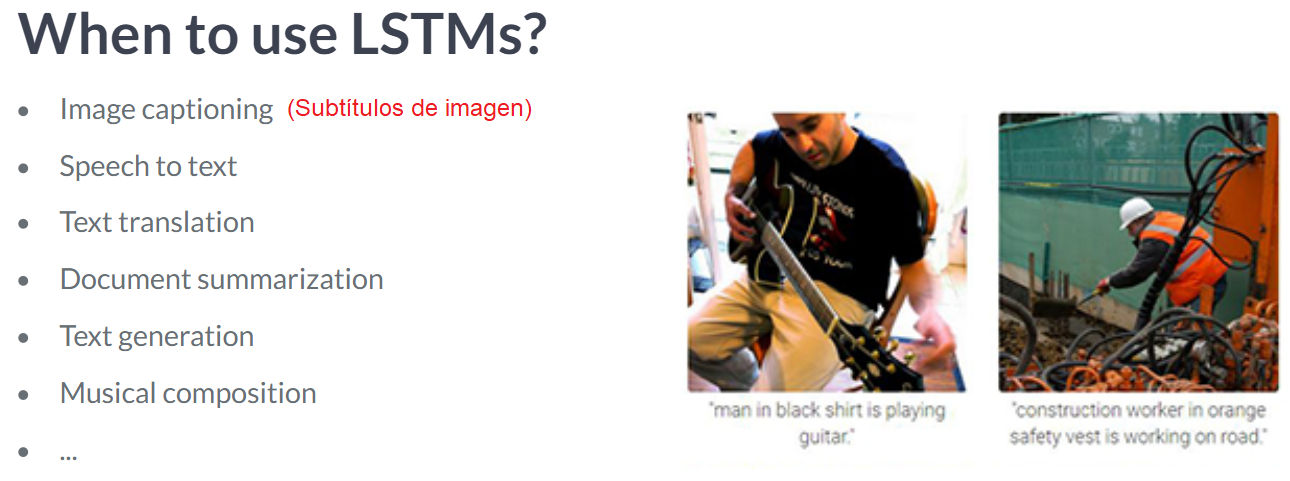 When to use LSTMs?
• Image captioning (Subtítulos de imagen)
• Speech to text
• Text translation
• Document summarization
• Text generation
• Musical composition
• ...
"man in black shirt is playing
guitar."
"construction worker in orange
safety vest is working on road."